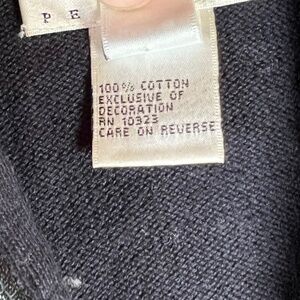 P E
100% COTTON
EXCLUSIVE OF
DECORATION
RN 10323
CARE ON REVERSE